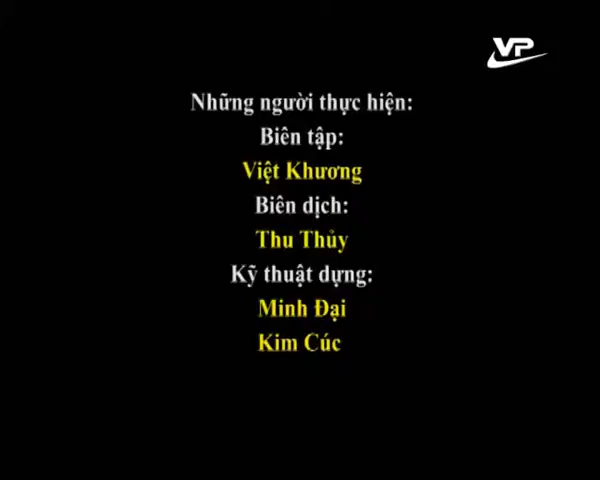 VP
Những người thực hiện:
Biên tập:
Việt Khương
Biên dịch:
Thu Thủy
Kỹ thuật dựng:
Minh Đại
Kim Cúc